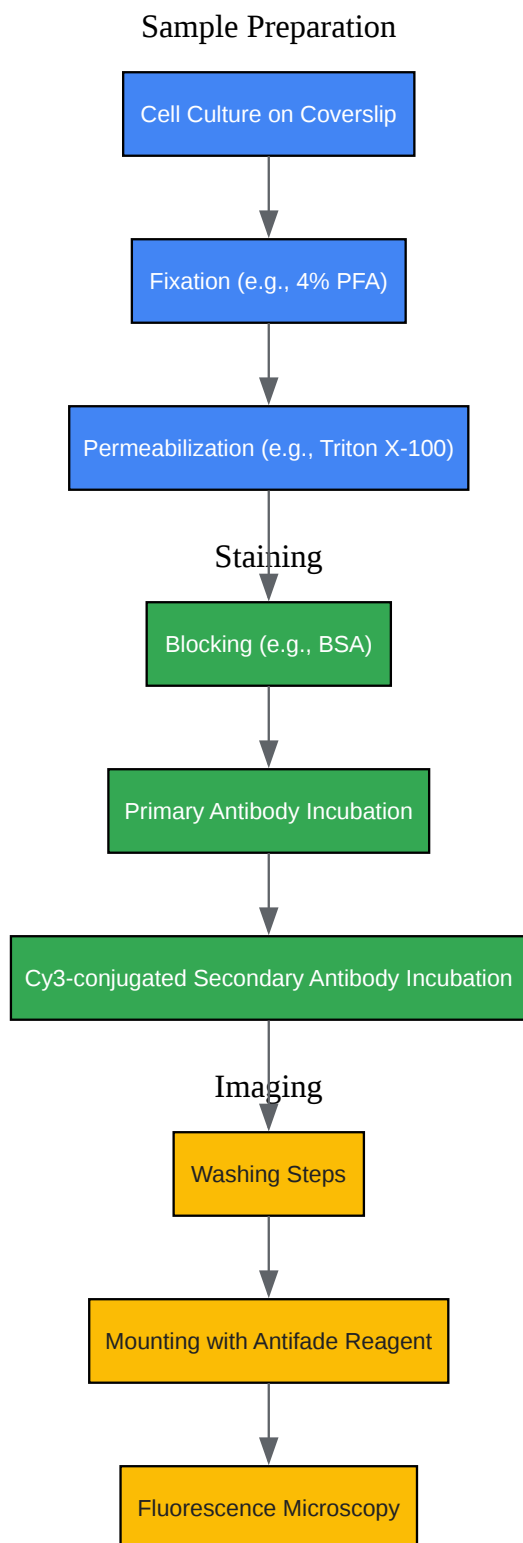 Sample Preparation
Cell Culture on Coverslip
Fixation (e.g., 4% PFA)
Permeabilization (e.g., Triton X-100)
Staining
Blocking (e.g., BSA)
Primary Antibody Incubation
Cy3-conjugated Secondary Antibody Incubation
Imaging
Washing Steps
Mounting with Antifade Reagent
Fluorescence Microscopy